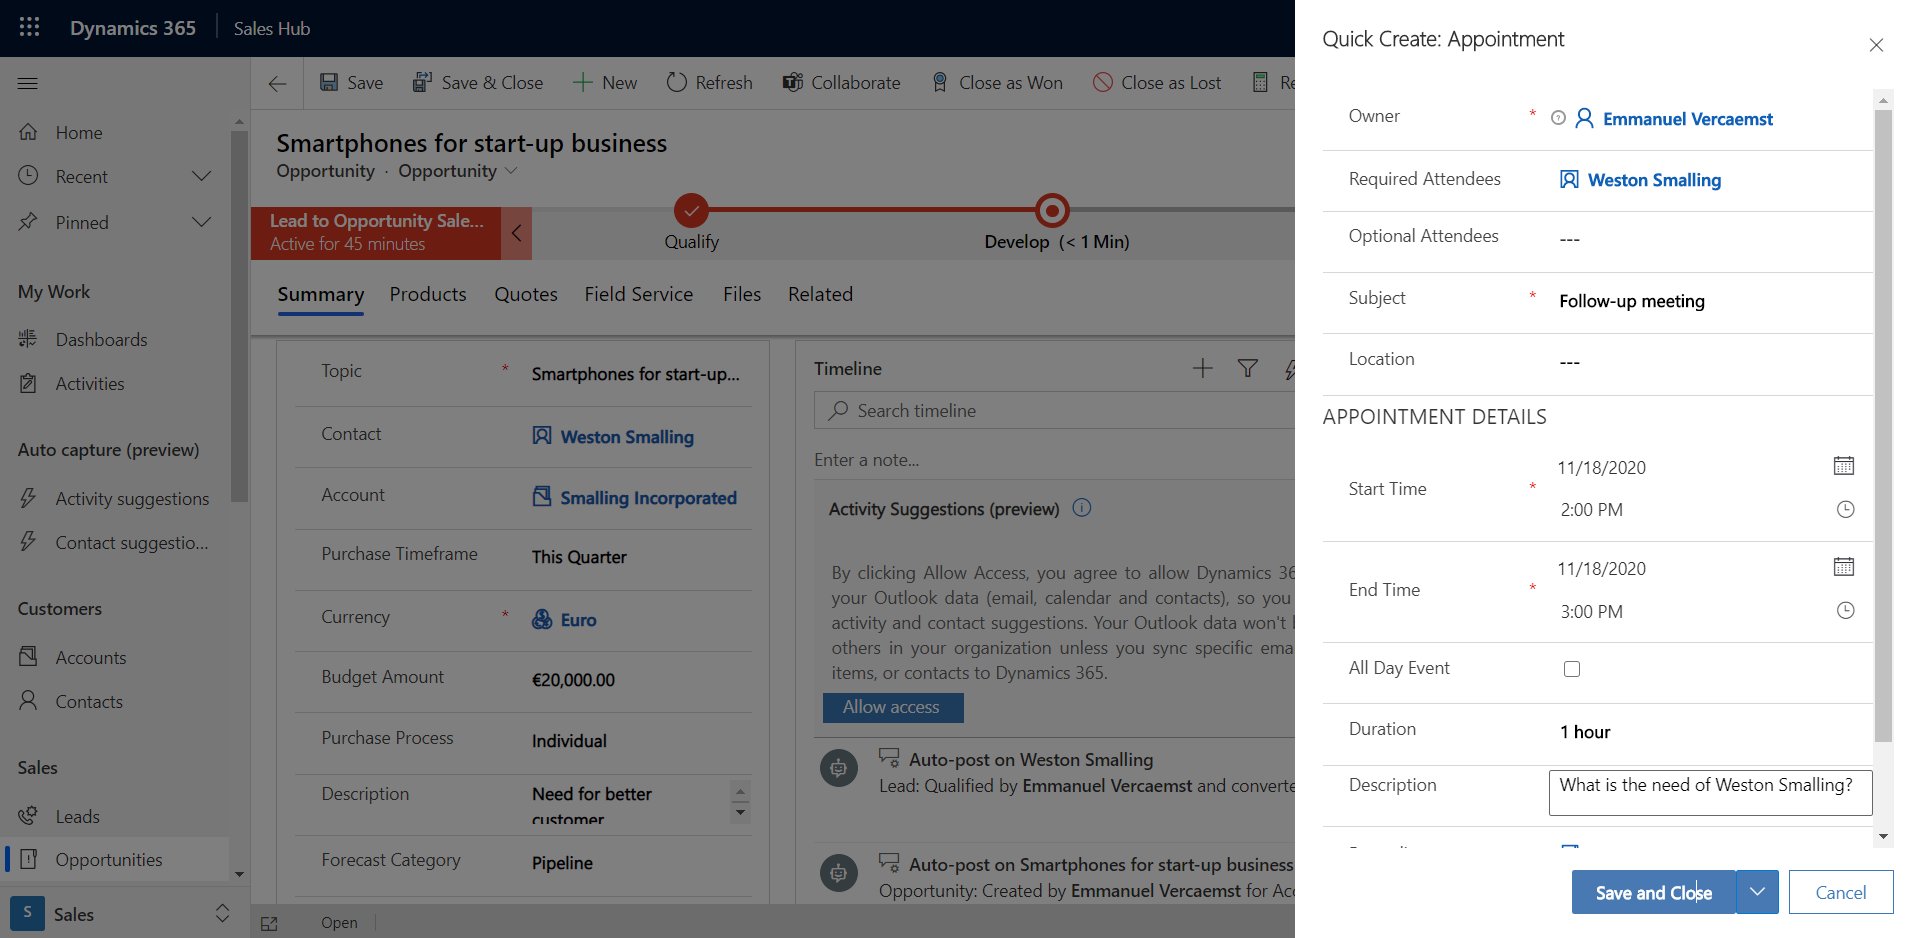 Dynamics 365
Sales Hub
Home
Recent
Pinned
My Work
Dashboards
Activities
Auto capture (preview)
Activity suggestions
Contact suggestio...
Customers
Accounts
Contacts
Sales
Leads
Opportunities
S
Sales
Save
Save & Close
New
Refresh
Collaborate
Close as Won
Close as Lost
Re
Smartphones for start-up business
Opportunity · Opportunity
Lead to Opportunity Sale...
Active for 45 minutes
Qualify
Develop (< 1 Min)
Summary
Products
Quotes
Field Service
Files
Related
Topic * Smartphones for start-up...
Contact Weston Smalling
Account Smalling Incorporated
Purchase Timeframe This Quarter
Currency * Euro
Budget Amount €20,000.00
Purchase Process Individual
Description Need for better
customer
Forecast Category Pipeline
Timeline
Search timeline
Enter a note...
Activity Suggestions (preview)
By clicking Allow Access, you agree to allow Dynamics 36
your Outlook data (email, calendar and contacts), so you
activity and contact suggestions. Your Outlook data won't
others in your organization unless you sync specific ema
items, or contacts to Dynamics 365.
Allow access
Auto-post on Weston Smalling
Lead: Qualified by Emmanuel Vercaemst and converte
Auto-post on Smartphones for start-up business
Opportunity: Created by Emmanuel Vercaemst for Acc
Open
Quick Create: Appointment
Owner * Emmanuel Vercaemst
Required Attendees Weston Smalling
Optional Attendees ---
Subject * Follow-up meeting
Location ---
APPOINTMENT DETAILS
Start Time * 11/18/2020
2:00 PM
End Time * 11/18/2020
3:00 PM
All Day Event
Duration 1 hour
Description What is the need of Weston Smalling?
Save and Close
Cancel